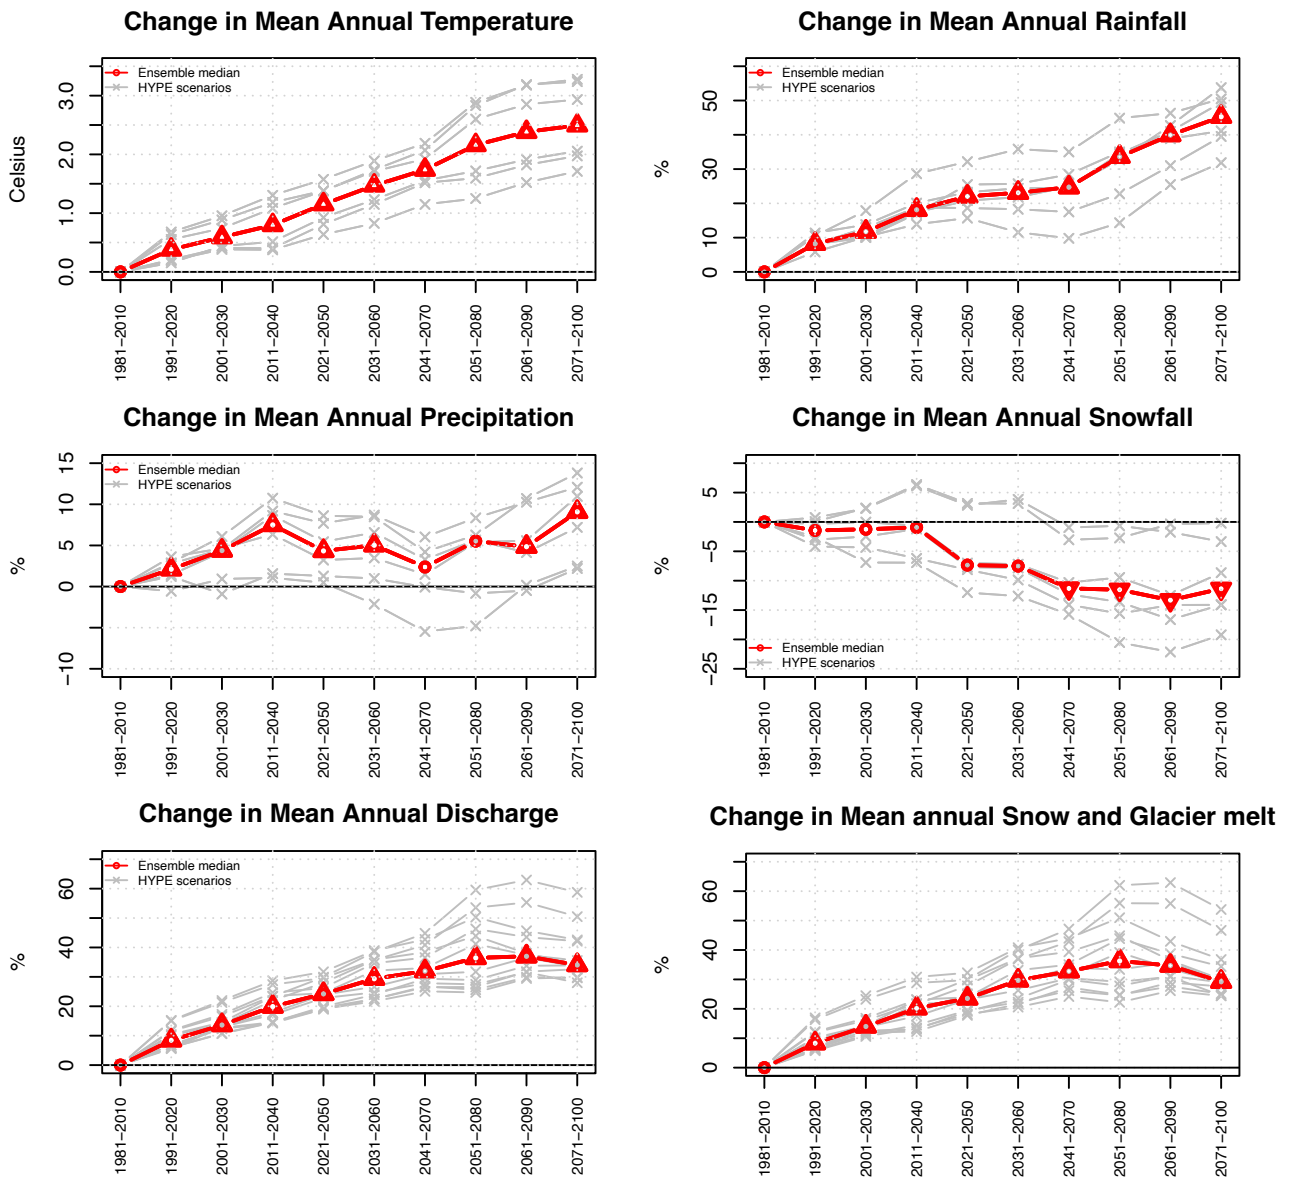 Change in Mean Annual Temperature
Celsius
0.0 1.0 2.0 3.0
Ensemble median
HYPE scenarios
1981−2010 1991−2020 2001−2030 2011−2040 2021−2050 2031−2060 2041−2070 2051−2080 2061−2090 2071−2100
Change in Mean Annual Rainfall
%
0 10 30 50
Ensemble median
HYPE scenarios
1981−2010 1991−2020 2001−2030 2011−2040 2021−2050 2031−2060 2041−2070 2051−2080 2061−2090 2071−2100
Change in Mean Annual Precipitation
%
−10 0 5 10 15
Ensemble median
HYPE scenarios
1981−2010 1991−2020 2001−2030 2011−2040 2021−2050 2031−2060 2041−2070 2051−2080 2061−2090 2071−2100
Change in Mean Annual Snowfall
%
−25 −15 −5 5
Ensemble median
HYPE scenarios
1981−2010 1991−2020 2001−2030 2011−2040 2021−2050 2031−2060 2041−2070 2051−2080 2061−2090 2071−2100
Change in Mean Annual Discharge
%
0 20 40 60
Ensemble median
HYPE scenarios
1981−2010 1991−2020 2001−2030 2011−2040 2021−2050 2031−2060 2041−2070 2051−2080 2061−2090 2071−2100
Change in Mean annual Snow and Glacier melt
%
0 20 40 60
1981−2010 1991−2020 2001−2030 2011−2040 2021−2050 2031−2060 2041−2070 2051−2080 2061−2090 2071−2100